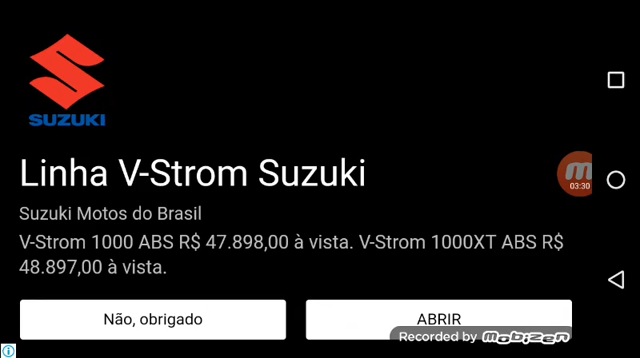 SUZUKI
Linha V-Strom Suzuki
03:30
Suzuki Motos do Brasil
V-Strom 1000 ABS R$ 47.898,00 à vista. V-Strom 1000XT ABS R$
48.897,00 à vista.
Não, obrigado
ABRIR
Recorded by mobizen